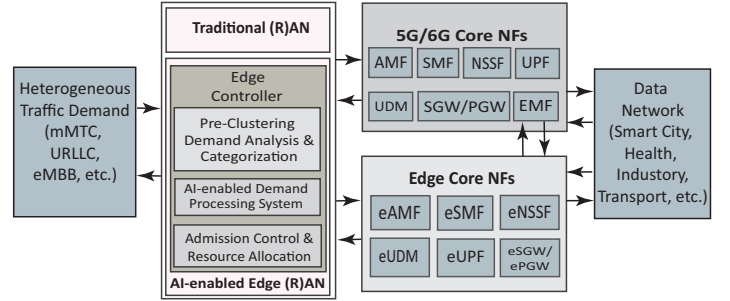 Heterogeneous
Traffic Demand
(mMTC,
URLLC,
eMBB, etc.)
Traditional (R)AN
Edge
Controller
Pre-Clustering
Demand Analysis &
Categorization
AI-enabled Demand
Processing System
Admission Control &
Resource Allocation
AI-enabled Edge (R)AN
5G/6G Core NFs
AMF SMF NSSF UPF
UDM SGW/PGW EMF
Edge Core NFs
eAMF eSMF eNSSF
eUDM eUPF eSGW/
ePGW
Data
Network
(Smart City,
Health,
Industory,
Transport, etc.)